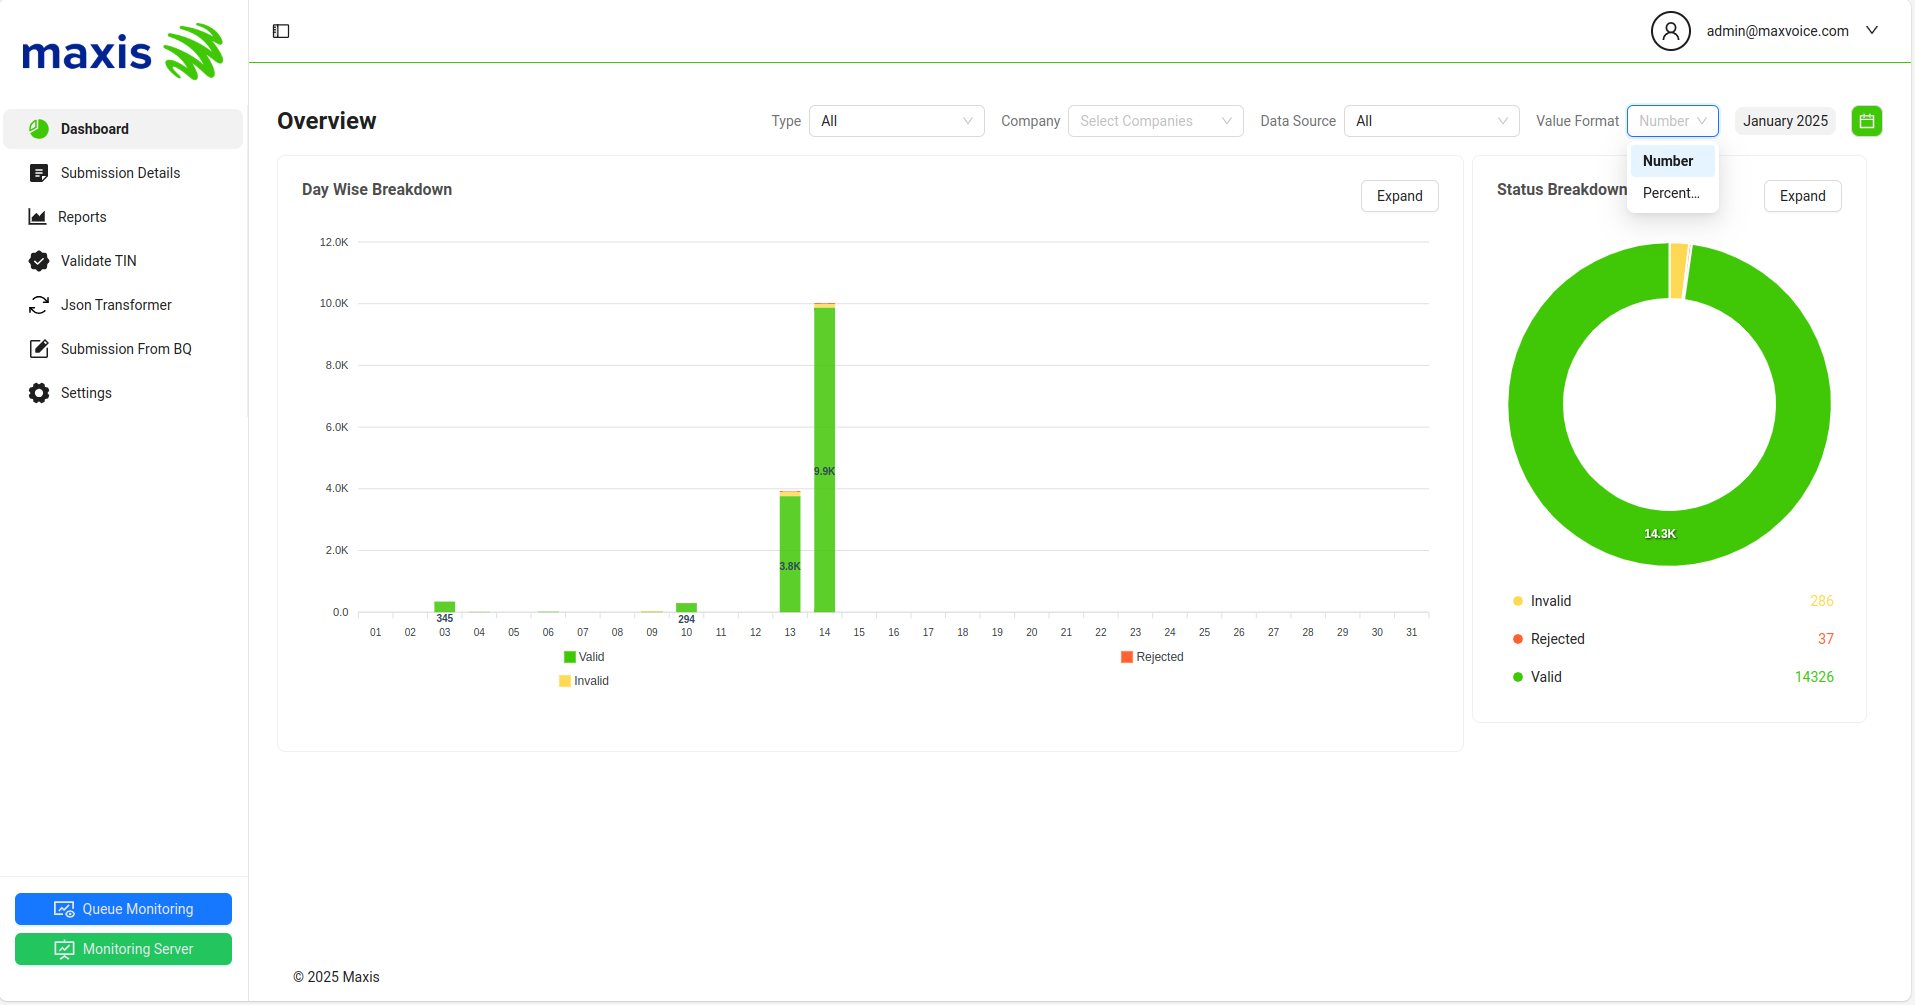 maxis
admin@maxvoice.com
Dashboard
Submission Details
Reports
Validate TIN
Json Transformer
Submission From BQ
Settings
Queue Monitoring
Monitoring Server
Overview
Type
All
Company
Select Companies
Data Source
All
Value Format
Number
January 2025
Number
Percent...
Day Wise Breakdown
Expand
12.0K
10.0K
8.0K
6.0K
4.0K
2.0K
0.0
345
294
3.8K
9.9K
01 02 03 04 05 06 07 08 09 10 11 12 13 14 15 16 17 18 19 20 21 22 23 24 25 26 27 28 29 30 31
Valid
Rejected
Invalid
Status Breakdown
Expand
14.3K
Invalid 286
Rejected 37
Valid 14326
© 2025 Maxis